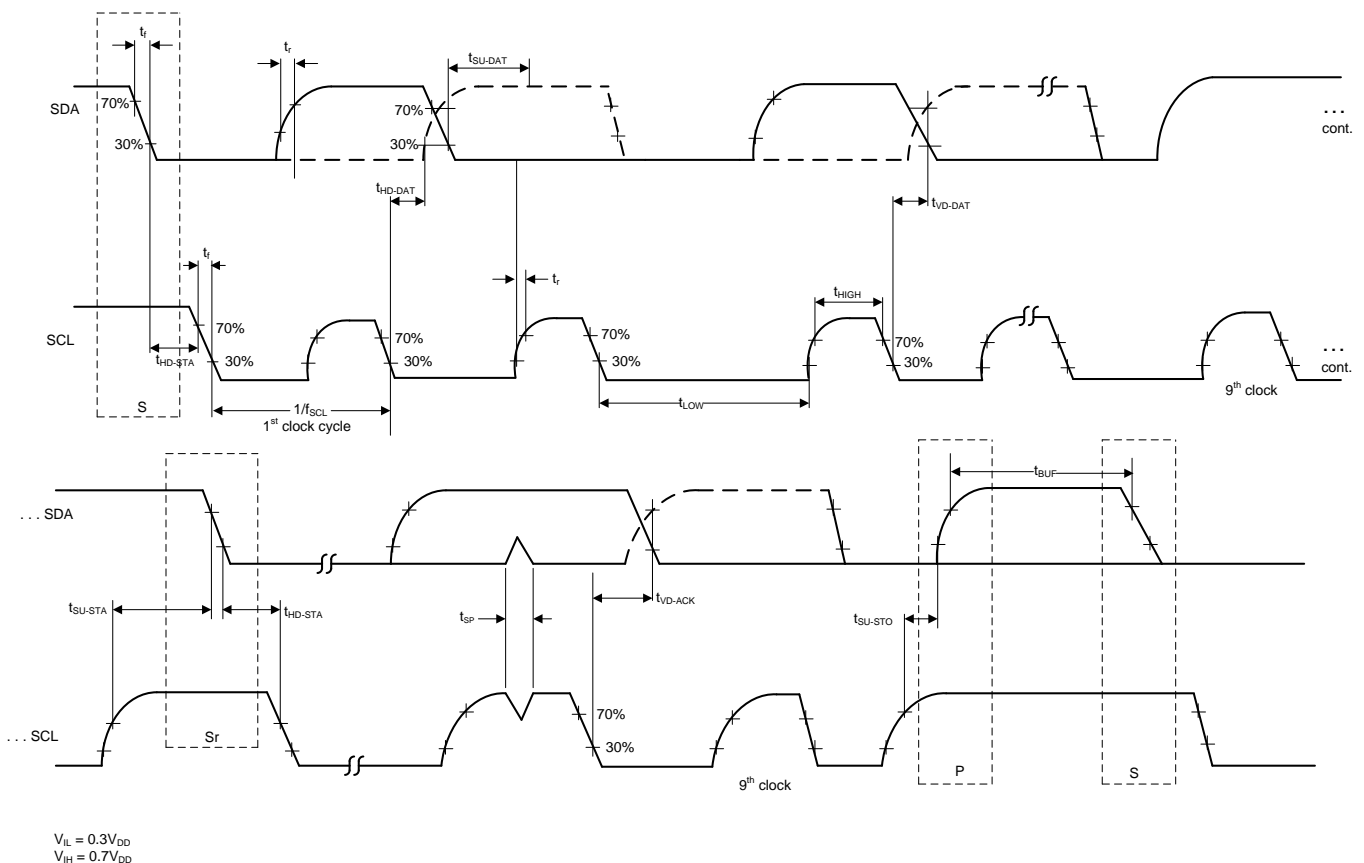 tf
tr
tSU-DAT
SDA
70%
30%
70%
30%
...
cont.
tHD-DAT
tVD-DAT
tf
tr
tHIGH
SCL
70%
30%
70%
30%
70%
30%
70%
30%
...
cont.
tHD-STA
S
1/fSCL
1st clock cycle
tLOW
9th clock
tBUF
. . . SDA
tSU-STA
tHD-STA
tSP
tVD-ACK
tSU-STO
70%
30%
. . . SCL
Sr
9th clock
P
S
VIL = 0.3VDD
VIH = 0.7VDD